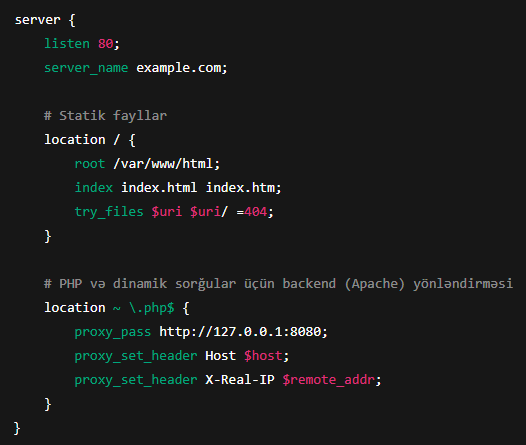 server {
    listen 80;
    server_name example.com;

    # Statik fayllar
    location / {
        root /var/www/html;
        index index.html index.htm;
        try_files $uri $uri/ =404;
    }

    # PHP və dinamik sorğular üçün backend (Apache) yönləndirməsi
    location ~ \.php$ {
        proxy_pass http://127.0.0.1:8080;
        proxy_set_header Host $host;
        proxy_set_header X-Real-IP $remote_addr;
    }
}